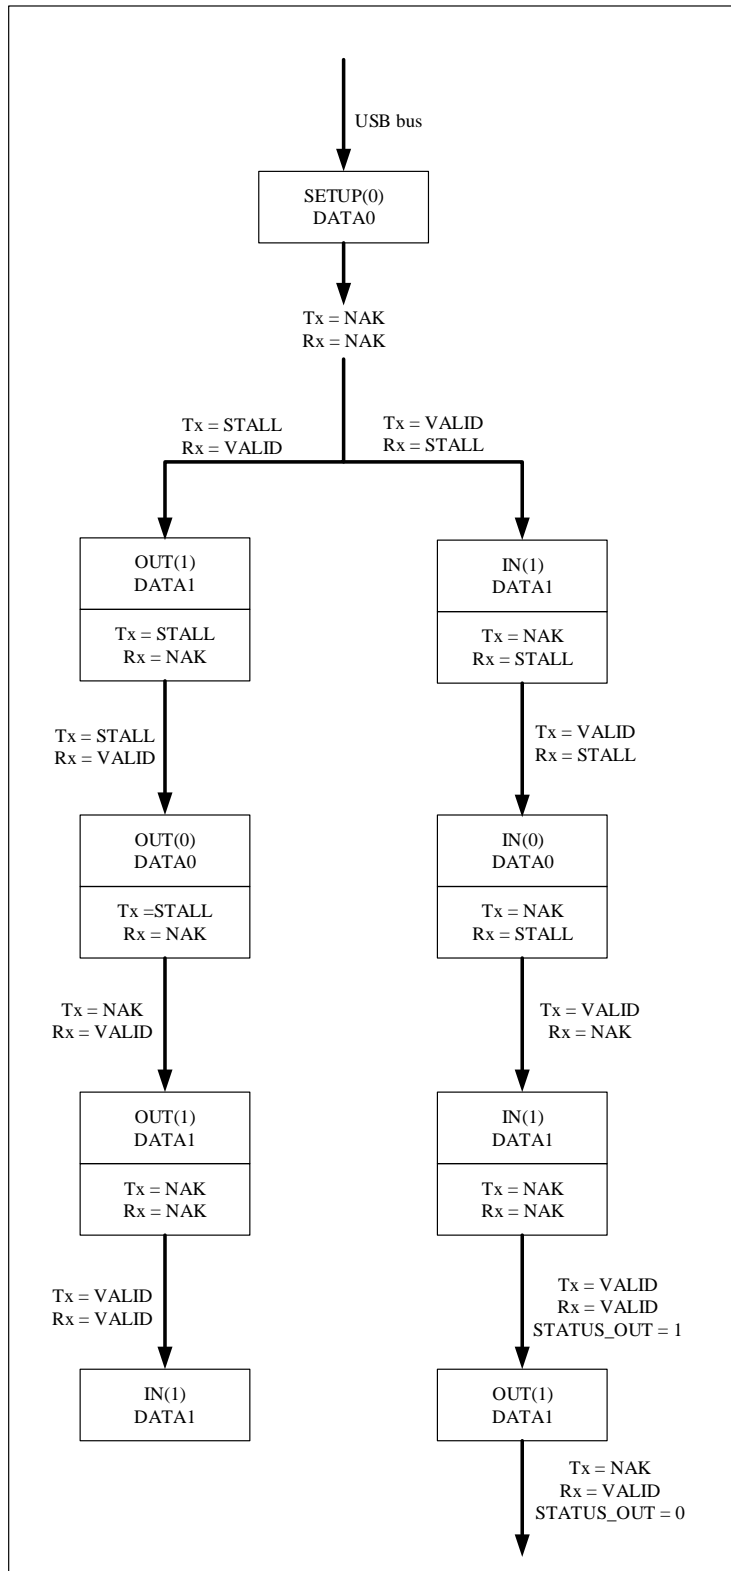 USB bus
SETUP(0)
DATA0
Tx = NAK
Rx = NAK
Tx = STALL
Rx = VALID
Tx = VALID
Rx = STALL
OUT(1)
DATA1
Tx = STALL
Rx = NAK
IN(1)
DATA1
Tx = NAK
Rx = STALL
Tx = STALL
Rx = VALID
Tx = VALID
Rx = STALL
OUT(0)
DATA0
Tx =STALL
Rx = NAK
IN(0)
DATA0
Tx = NAK
Rx = STALL
Tx = NAK
Rx = VALID
Tx = VALID
Rx = NAK
OUT(1)
DATA1
Tx = NAK
Rx = NAK
IN(1)
DATA1
Tx = NAK
Rx = NAK
Tx = VALID
Rx = VALID
Tx = VALID
Rx = VALID
STATUS_OUT = 1
IN(1)
DATA1
OUT(1)
DATA1
Tx = NAK
Rx = VALID
STATUS_OUT = 0